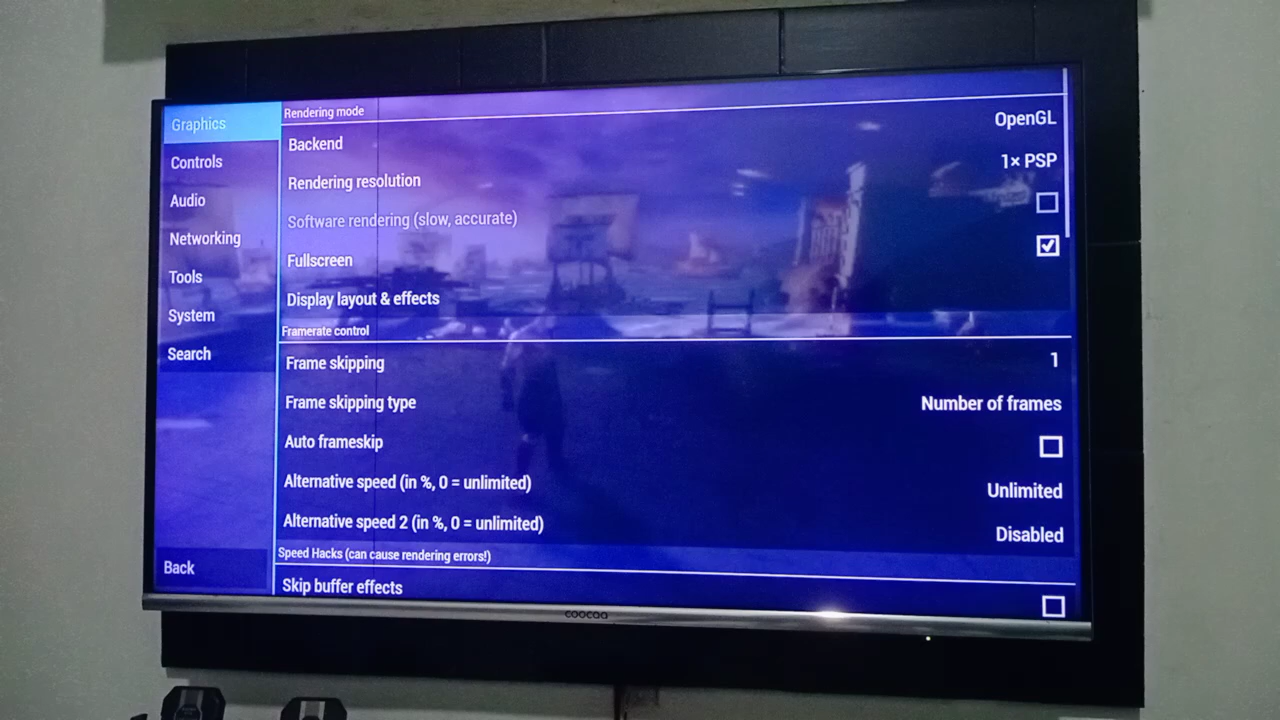 Graphics
Controls
Audio
Networking
Tools
System
Search
Back
Rendering mode
Backend OpenGL
Rendering resolution 1× PSP
Software rendering (slow, accurate)
Fullscreen
Display layout & effects
Framerate control
Frame skipping 1
Frame skipping type Number of frames
Auto frameskip
Alternative speed (in %, 0 = unlimited) Unlimited
Alternative speed 2 (in %, 0 = unlimited) Disabled
Speed Hacks (can cause rendering errors!)
Skip buffer effects
coocaa